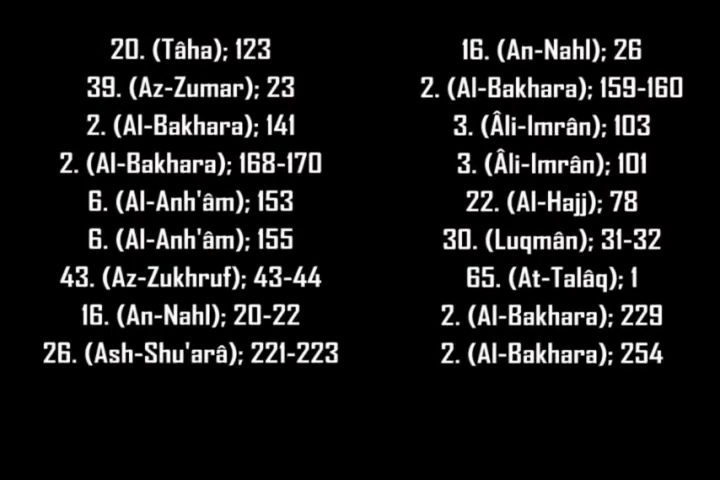 20. (Tâha); 123
39. (Az-Zumar); 23
2. (Al-Bakhara); 141
2. (Al-Bakhara); 168-170
6. (Al-Anh'âm); 153
6. (Al-Anh'âm); 155
43. (Az-Zukhruf); 43-44
16. (An-Nahl); 20-22
26. (Ash-Shu'arâ); 221-223
16. (An-Nahl); 26
2. (Al-Bakhara); 159-160
3. (Âli-Imrân); 103
3. (Âli-Imrân); 101
22. (Al-Hajj); 78
30. (Luqmân); 31-32
65. (At-Talâq); 1
2. (Al-Bakhara); 229
2. (Al-Bakhara); 254